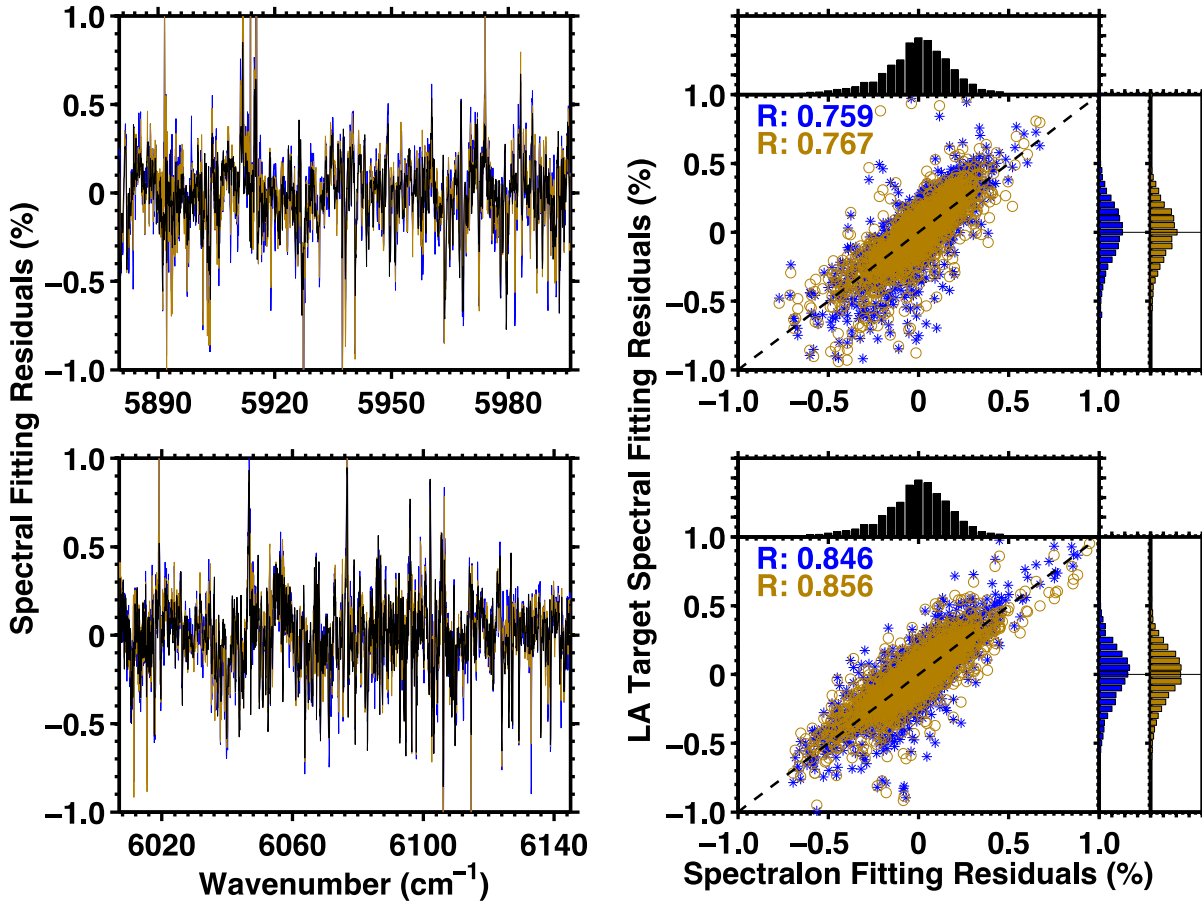 Spectral Fitting Residuals (%)
1.0
0.5
0
−0.5
−1.0
5890 5920 5950 5980
1.0
0.5
0
−0.5
−1.0
6020 6060 6100 6140
Wavenumber (cm⁻¹)
LA Target Spectral Fitting Residuals (%)
1.0
0.5
0
−0.5
−1.0
R: 0.759
R: 0.767
−1.0 −0.5 0 0.5 1.0
1.0
0.5
0
−0.5
−1.0
R: 0.846
R: 0.856
−1.0 −0.5 0 0.5 1.0
Spectralon Fitting Residuals (%)